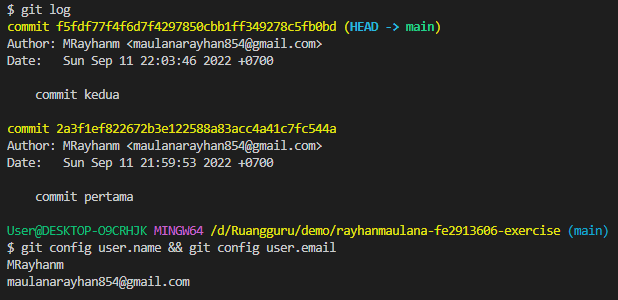 $ git log
commit f5fdf77f4f6d7f4297850cbb1ff349278c5fb0bd (HEAD -> main)
Author: MRayhanm <maulanarayhan854@gmail.com>
Date:   Sun Sep 11 22:03:46 2022 +0700
    commit kedua
commit 2a3f1ef822672b3e122588a83acc4a41c7fc544a
Author: MRayhanm <maulanarayhan854@gmail.com>
Date:   Sun Sep 11 21:59:53 2022 +0700
    commit pertama
User@DESKTOP-O9CRHJK MINGW64 /d/Ruangguru/demo/rayhanmaulana-fe2913606-exercise (main)
$ git config user.name && git config user.email
MRayhanm
maulanarayhan854@gmail.com